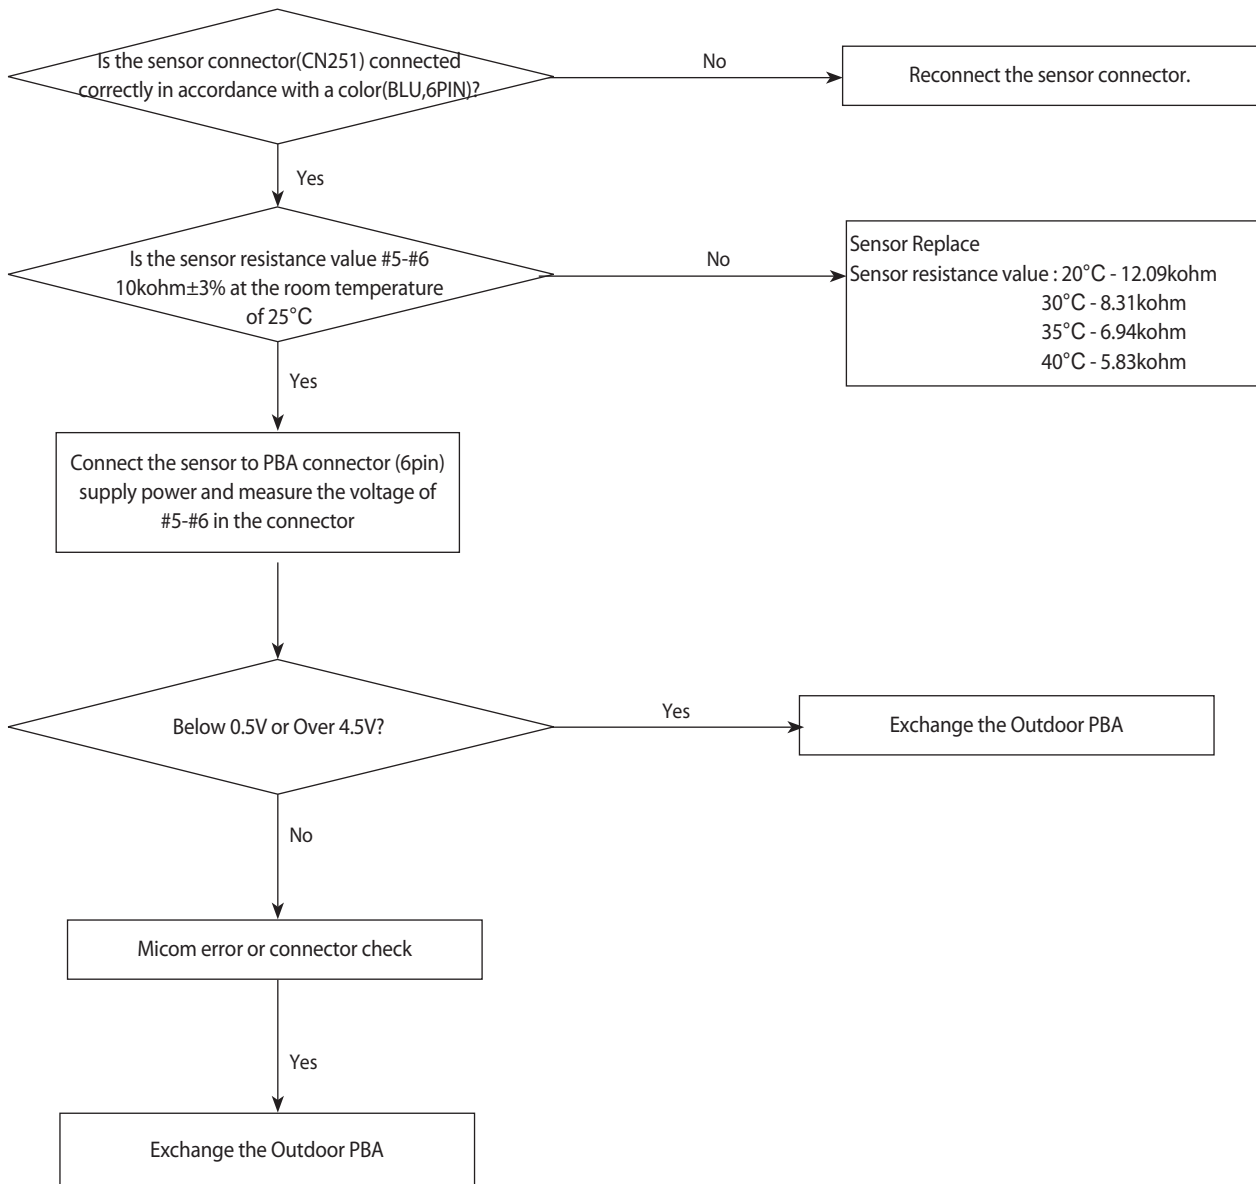 Is the sensor connector(CN251) connected
correctly in accordance with a color(BLU,6PIN)?
No
Reconnect the sensor connector.
Yes
Is the sensor resistance value #5-#6
10kohm±3% at the room temperature
of 25°C
No
Sensor Replace
Sensor resistance value : 20°C - 12.09kohm
30°C - 8.31kohm
35°C - 6.94kohm
40°C - 5.83kohm
Yes
Connect the sensor to PBA connector (6pin)
supply power and measure the voltage of
#5-#6 in the connector
Below 0.5V or Over 4.5V?
Yes
Exchange the Outdoor PBA
No
Micom error or connector check
Yes
Exchange the Outdoor PBA